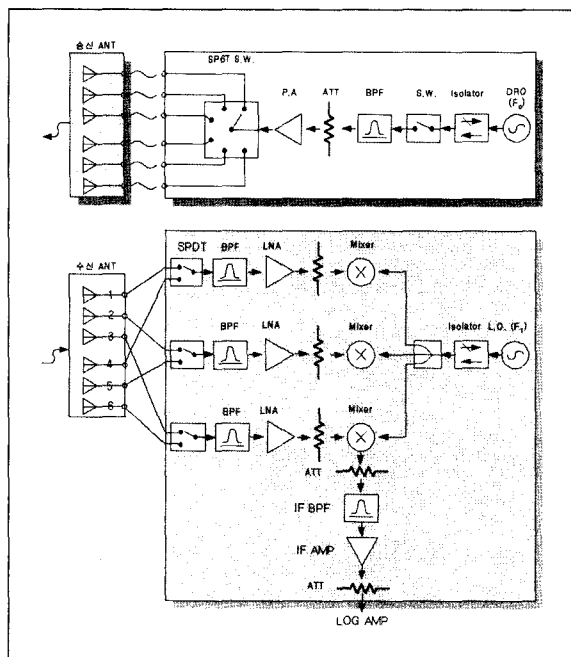 송신 ANT
SP6T S.W.
P.A
ATT
BPF
S.W.
Isolator
DRO
(F₀)
수신 ANT
1
2
3
4
5
6
SPDT
BPF
LNA
Mixer
BPF
LNA
Mixer
Isolator
L.O. (F₁)
BPF
LNA
Mixer
ATT
IF BPF
IF AMP
ATT
LOG AMP